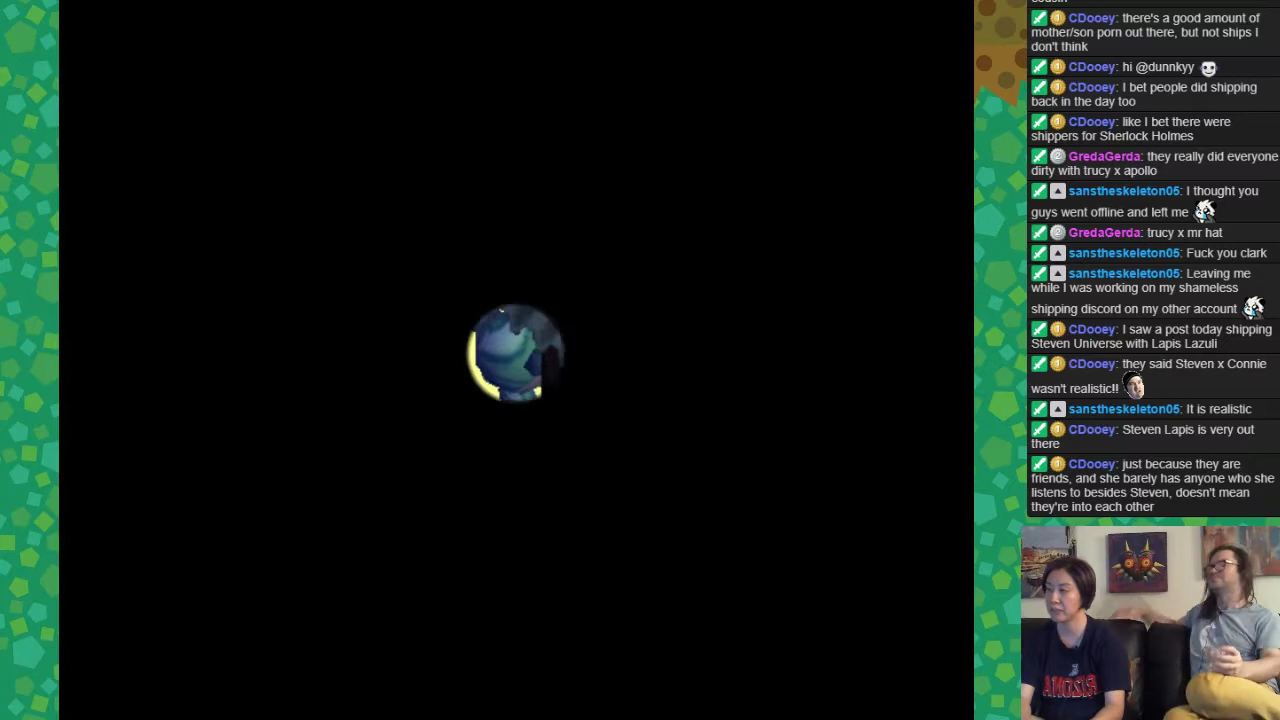 CDooey: there's a good amount of
mother/son porn out there, but not ships I
don't think
CDooey: hi @dunnkyy
CDooey: I bet people did shipping
back in the day too
CDooey: like I bet there were
shippers for Sherlock Holmes
GredaGerda: they really did everyone
dirty with trucy x apollo
sanstheskeleton05: I thought you
guys went offline and left me
GredaGerda: trucy x mr hat
sanstheskeleton05: Fuck you clark
sanstheskeleton05: Leaving me
while I was working on my shameless
shipping discord on my other account
CDooey: I saw a post today shipping
Steven Universe with Lapis Lazuli
CDooey: they said Steven x Connie
wasn't realistic!!
sanstheskeleton05: It is realistic
CDooey: Steven Lapis is very out
there
CDooey: just because they are
friends, and she barely has anyone who she
listens to besides Steven, doesn't mean
they're into each other